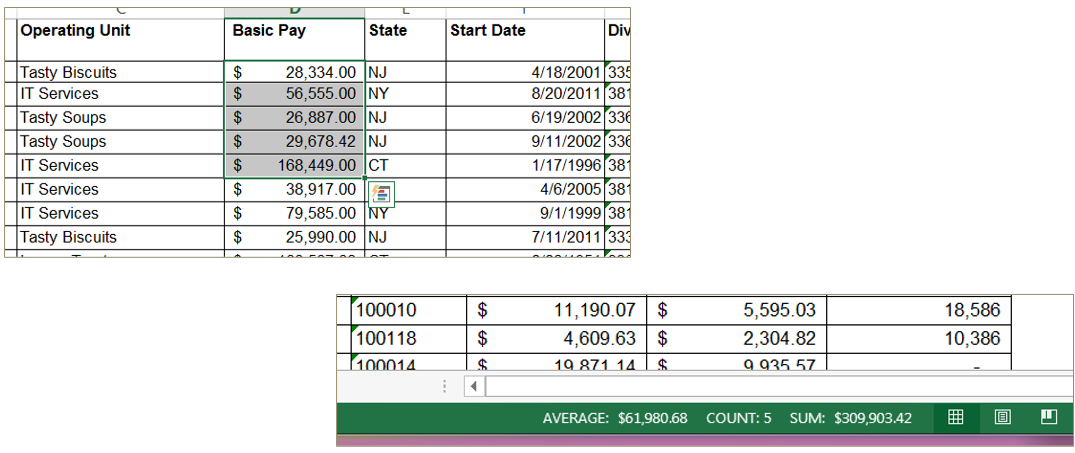 Operating Unit Basic Pay State Start Date Div
Tasty Biscuits $ 28,334.00 NJ 4/18/2001 335
IT Services $ 56,555.00 NY 8/20/2011 381
Tasty Soups $ 26,887.00 NJ 6/19/2002 336
Tasty Soups $ 29,678.42 NJ 9/11/2002 336
IT Services $ 168,449.00 CT 1/17/1996 381
IT Services $ 38,917.00 4/6/2005 381
IT Services $ 79,585.00 NY 9/1/1999 381
Tasty Biscuits $ 25,990.00 NJ 7/11/2011 333
100010 $ 11,190.07 $ 5,595.03 18,586
100118 $ 4,609.63 $ 2,304.82 10,386
100014 $ 19,871.14 $ 9,935.57 -
AVERAGE: $61,980.68 COUNT: 5 SUM: $309,903.42